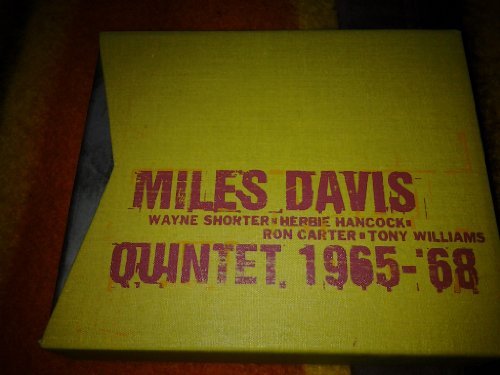 MILES DAVIS
WAYNE SHORTER▪HERBIE HANCOCK▪
RON CARTER▪TONY WILLIAMS
QUINTET, 1965-'68